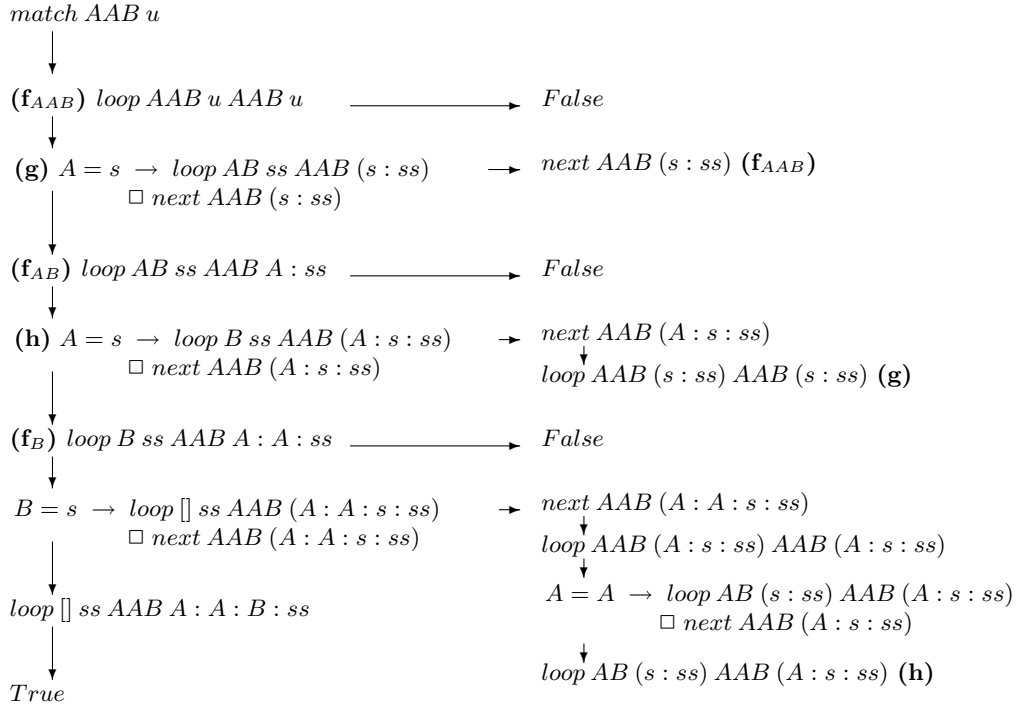 match AAB u
(f_AAB) loop AAB u AAB u False
(g) A = s → loop AB ss AAB (s : ss) next AAB (s : ss) (f_AAB)
□ next AAB (s : ss)
(f_AB) loop AB ss AAB A : ss False
(h) A = s → loop B ss AAB (A : s : ss) next AAB (A : s : ss)
□ next AAB (A : s : ss) loop AAB (s : ss) AAB (s : ss) (g)
(f_B) loop B ss AAB A : A : ss False
B = s → loop [] ss AAB (A : A : s : ss) next AAB (A : A : s : ss)
□ next AAB (A : A : s : ss) loop AAB (A : s : ss) AAB (A : s : ss)
A = A → loop AB (s : ss) AAB (A : s : ss)
loop [] ss AAB A : A : B : ss □ next AAB (A : s : ss)
loop AB (s : ss) AAB (A : s : ss) (h)
True